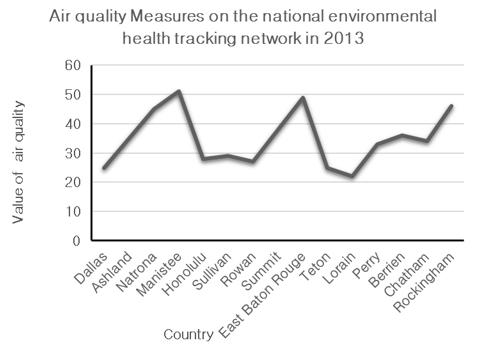 Air quality Measures on the national environmental
health tracking network in 2013
Value of air quality
60
50
40
30
20
10
0
Dallas
Ashland
Natrona
Manistee
Honolulu
Sullivan
Rowan
Summit
East Baton Rouge
Teton
Lorain
Perry
Berrien
Chatham
Rockingham
Country